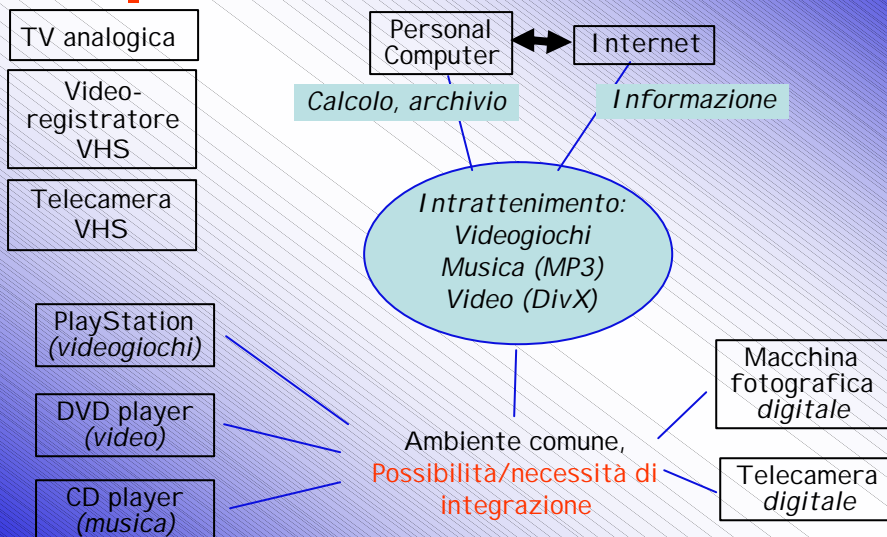 TV analogica
Video-
registratore
VHS
Telecamera
VHS
Personal
Computer
Internet
Calcolo, archivio
Informazione
Intrattenimento:
Videogiochi
Musica (MP3)
Video (DivX)
PlayStation
(videogiochi)
DVD player
(video)
CD player
(musica)
Ambiente comune,
Possibilità/necessità di
integrazione
Macchina
fotografica
digitale
Telecamera
digitale